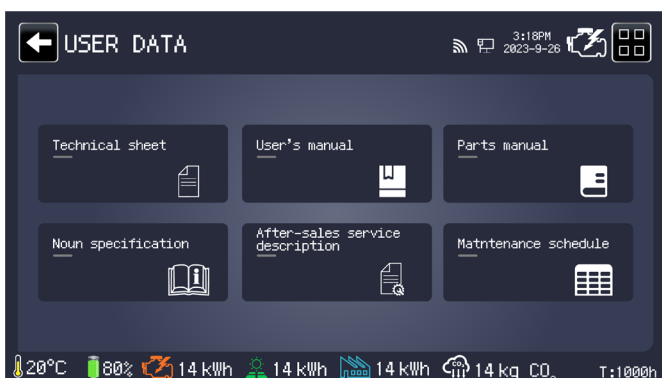 USER DATA
3:18PM
2023-9-26
Technical sheet
User's manual
Parts manual
Noun specification
After-sales service
description
Matntenance schedule
20°C 80% 14 kWh 14 kWh 14 kWh CO₂ 14 kg CO₂ T:1000h